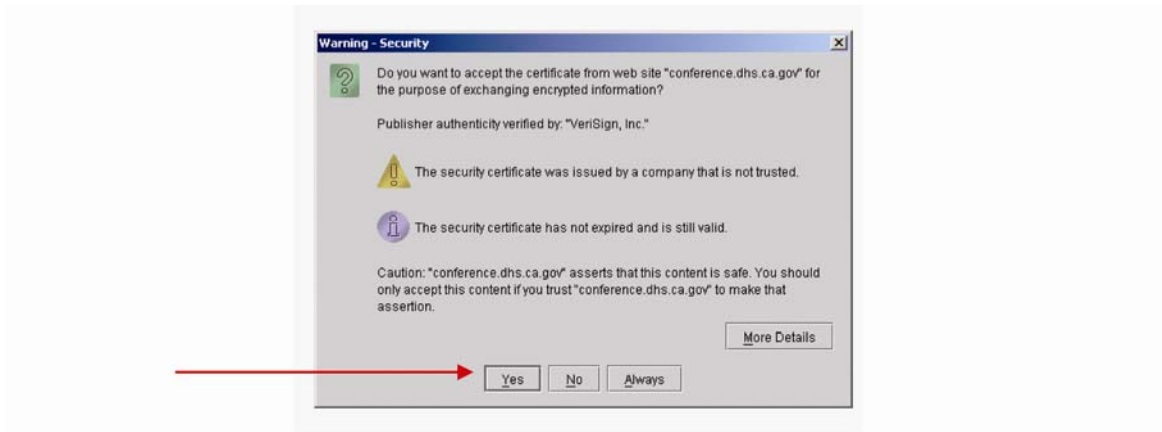 Warning - Security
Do you want to accept the certificate from web site "conference.dhs.ca.gov" for
the purpose of exchanging encrypted information?
Publisher authenticity verified by: "VeriSign, Inc."
The security certificate was issued by a company that is not trusted.
The security certificate has not expired and is still valid.
Caution: "conference.dhs.ca.gov" asserts that this content is safe. You should
only accept this content if you trust "conference.dhs.ca.gov" to make that
assertion.
More Details
Yes No Always